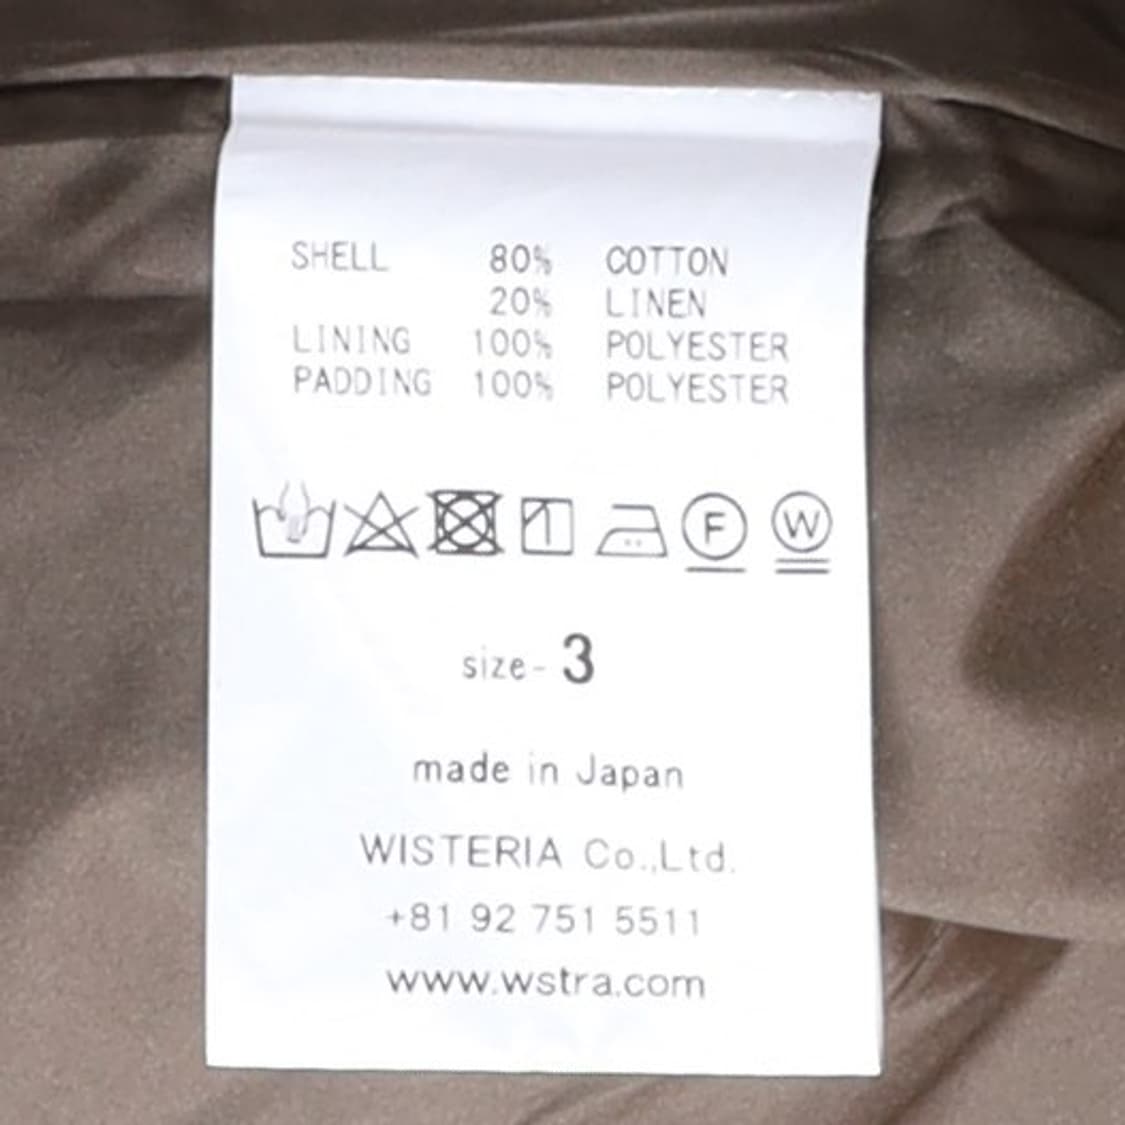 SHELL 80% COTTON
20% LINEN
LINING 100% POLYESTER
PADDING 100% POLYESTER
F W
size- 3
made in Japan
WISTERIA Co.,Ltd.
+81 92 751 5511
www.wstra.com